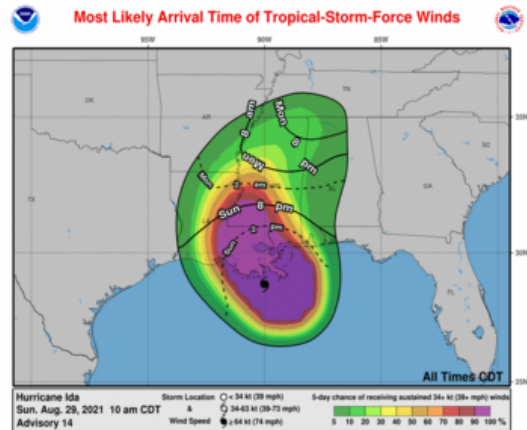 Most Likely Arrival Time of Tropical-Storm-Force Winds
95W 90W 85W
OK
TN
AR
35N
SC
Mon 8 pm
Mon 8 am
Mon 2 am
AL
GA
TX
LA
Sun 8 pm
Sun 2 pm
30N
FL
All Times CDT
25N
Hurricane Ida
Sun. Aug. 29, 2021 10 am CDT
Advisory 14
Storm Location
&
Wind Speed
< 34 kt (39 mph)
34-63 kt (39-73 mph)
≥ 64 kt (74 mph)
5-day chance of receiving sustained 34+ kt (39+ mph) winds
5 10 20 30 40 50 60 70 80 90 100 %